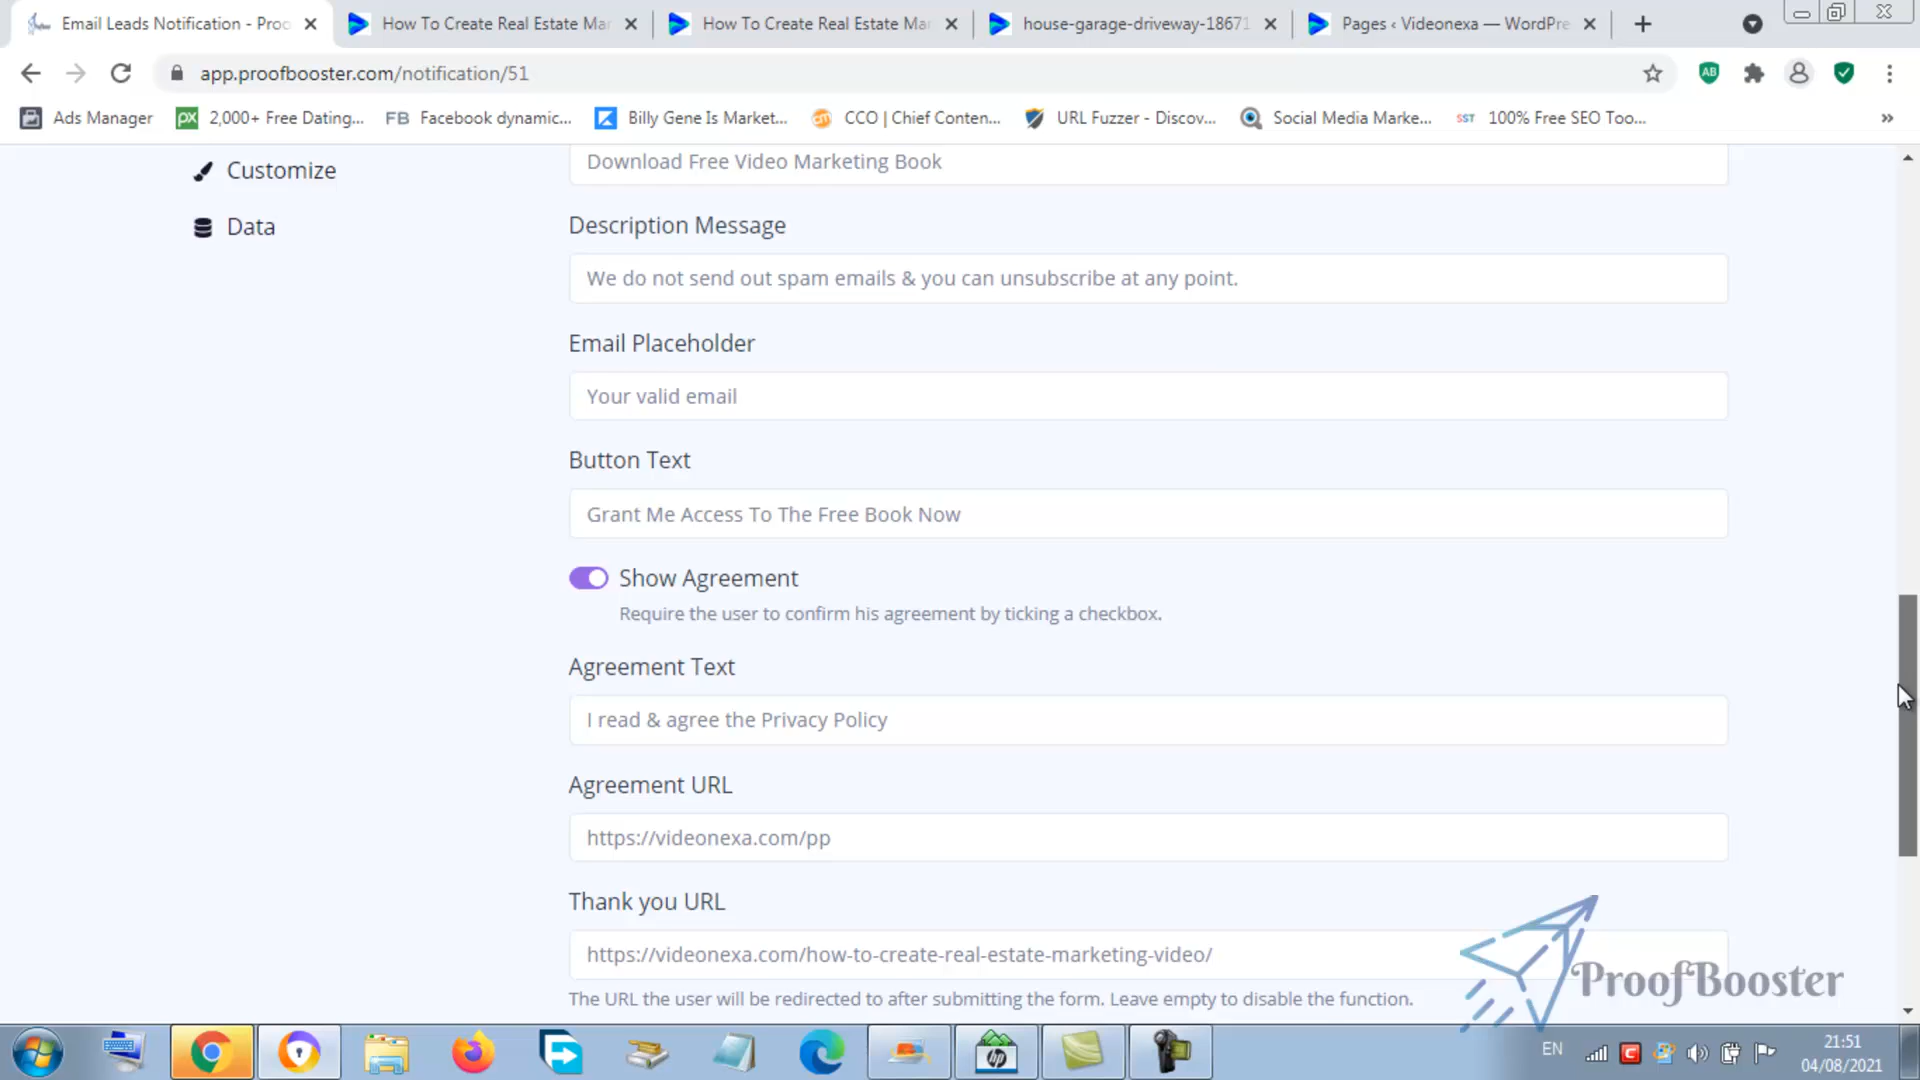 Email Leads Notification - Proo
How To Create Real Estate Mar
How To Create Real Estate Mar
house-garage-driveway-18671
Pages ‹ Videonexa — WordPre
app.proofbooster.com/notification/51
AB
Ads Manager
px 2,000+ Free Dating...
FB Facebook dynamic...
Billy Gene Is Market...
cm CCO | Chief Conten...
URL Fuzzer - Discov...
Social Media Marke...
SST 100% Free SEO Too...
»
Customize
Data
Download Free Video Marketing Book
Description Message
We do not send out spam emails & you can unsubscribe at any point.
Email Placeholder
Your valid email
Button Text
Grant Me Access To The Free Book Now
Show Agreement
Require the user to confirm his agreement by ticking a checkbox.
Agreement Text
I read & agree the Privacy Policy
Agreement URL
https://videonexa.com/pp
Thank you URL
https://videonexa.com/how-to-create-real-estate-marketing-video/
The URL the user will be redirected to after submitting the form. Leave empty to disable the function.
ProofBooster
hp
EN
C
21:51
04/08/2021